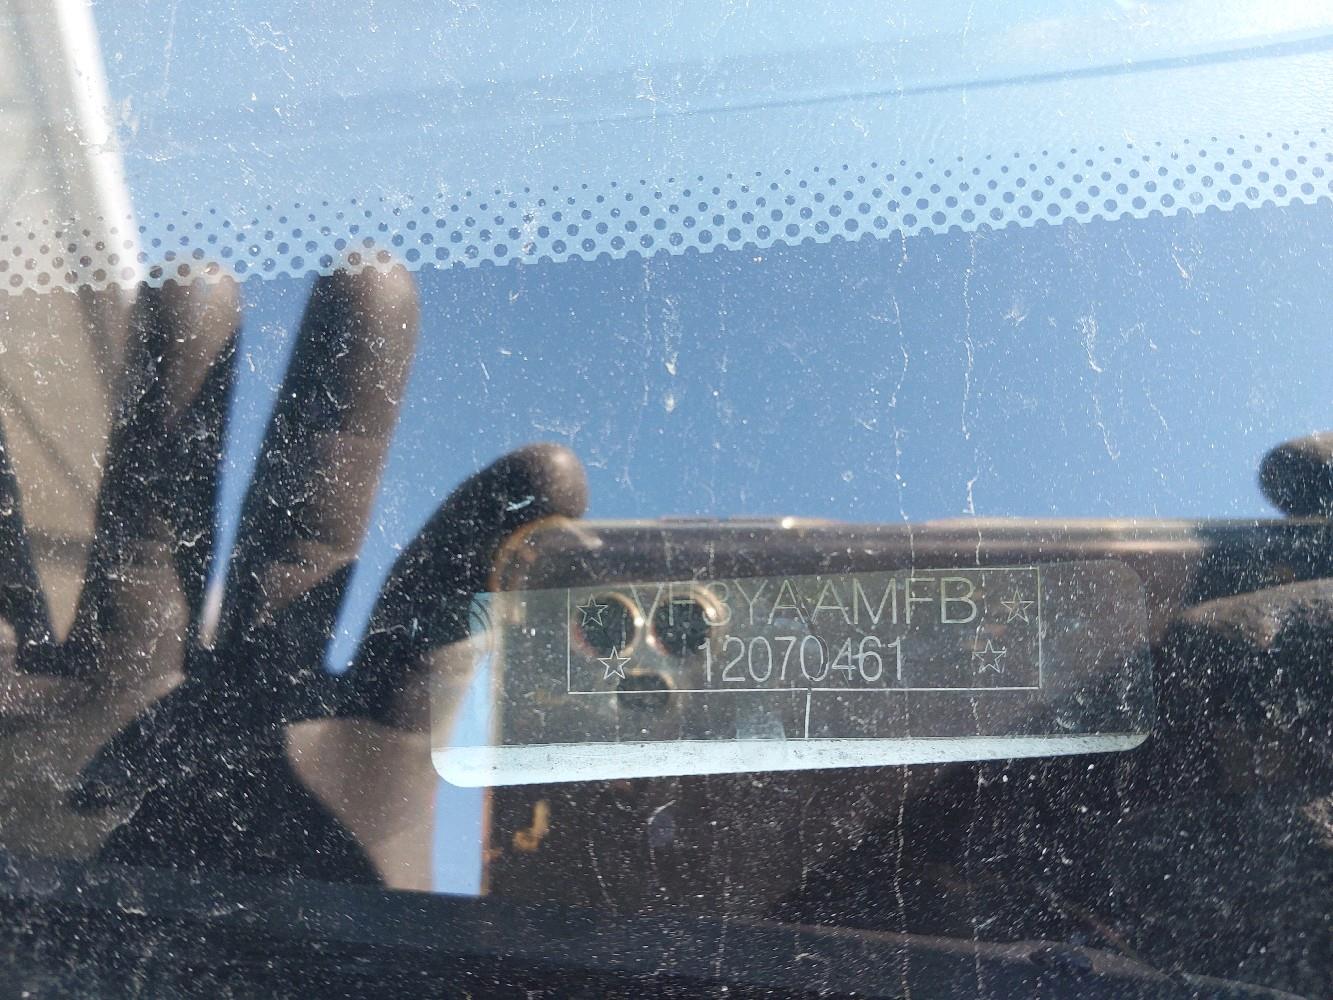 ☆ VF3YAAMFB ☆
☆ 12070461 ☆